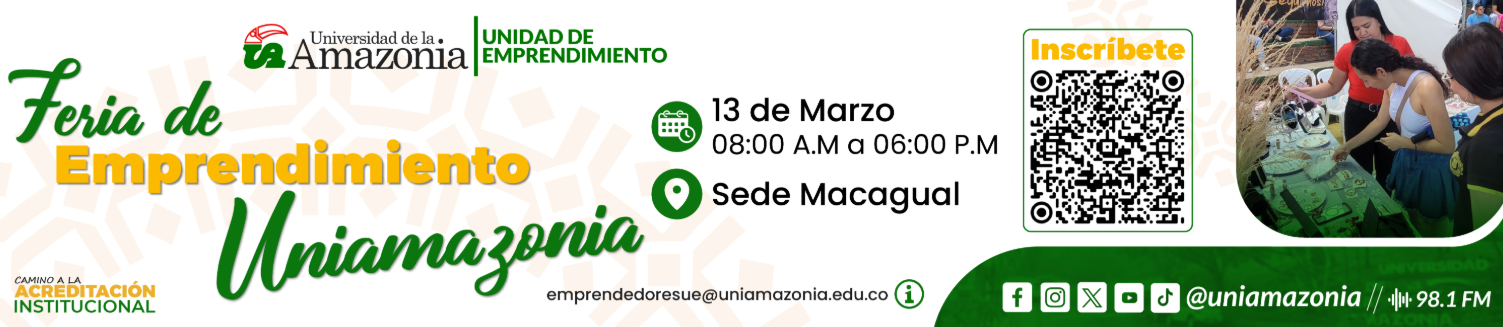 Universidad de la
Amazonia
UNIDAD DE
EMPRENDIMIENTO
Feria de
Emprendimiento
Uniamazonia
13 de Marzo
08:00 A.M a 06:00 P.M
Sede Macagual
Inscríbete
CAMINO A LA
ACREDITACIÓN
INSTITUCIONAL
emprendedoresue@uniamazonia.edu.co
@uniamazonia // 98.1 FM